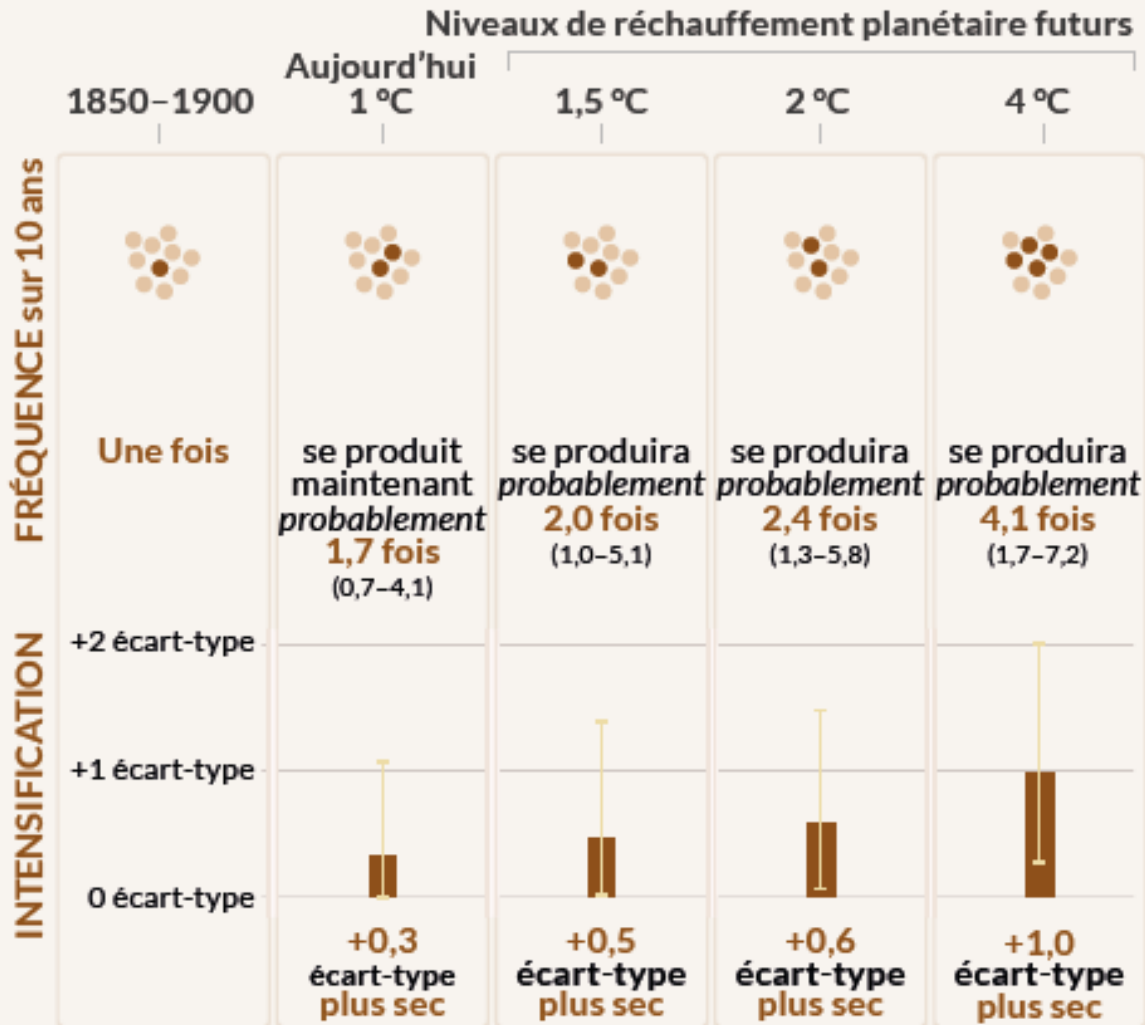 Niveaux de réchauffement planétaire futurs
Aujourd'hui
1850–1900
1 °C
1,5 °C
2 °C
4 °C
FRÉQUENCE sur 10 ans
Une fois
se produit
maintenant
probablement
1,7 fois
(0,7–4,1)
se produira
probablement
2,0 fois
(1,0–5,1)
se produira
probablement
2,4 fois
(1,3–5,8)
se produira
probablement
4,1 fois
(1,7–7,2)
INTENSIFICATION
+2 écart-type
+1 écart-type
0 écart-type
+0,3
écart-type
plus sec
+0,5
écart-type
plus sec
+0,6
écart-type
plus sec
+1,0
écart-type
plus sec